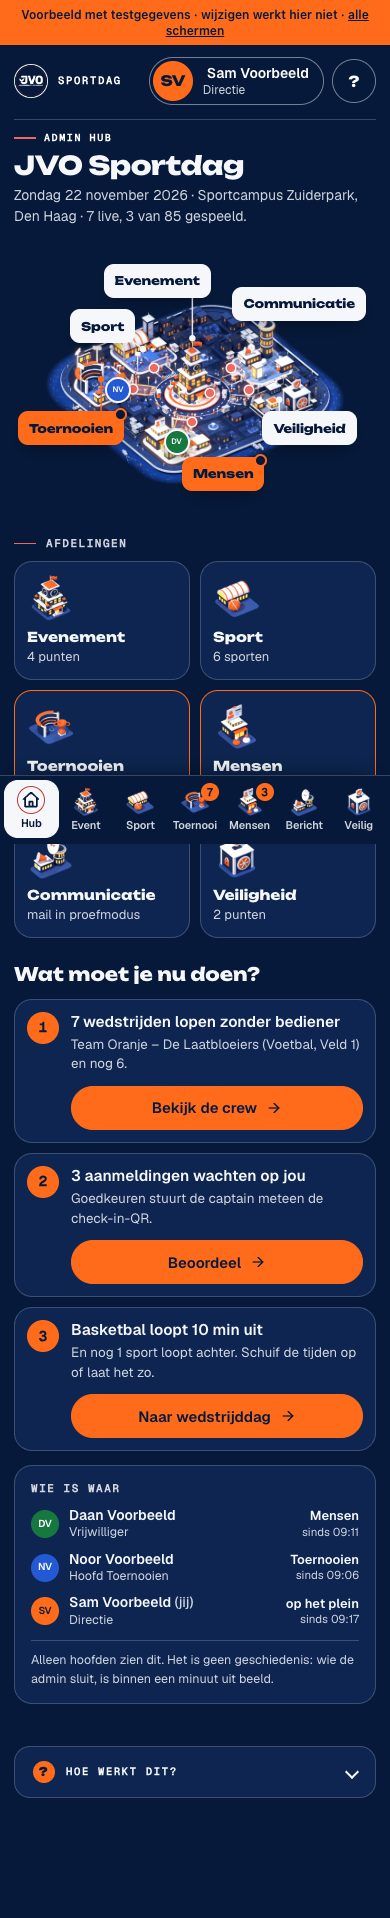 Voorbeeld met testgegevens · wijzigen werkt hier niet · alle
schermen
JVO
SPORTDAG
SV
Sam Voorbeeld
Directie
?
ADMIN HUB
JVO Sportdag
Zondag 22 november 2026 · Sportcampus Zuiderpark,
Den Haag · 7 live, 3 van 85 gespeeld.
Evenement
Communicatie
Sport
NV
Toernooien
Veiligheid
DV
Mensen
AFDELINGEN
Evenement
4 punten
Sport
6 sporten
Toernooien
Mensen
Hub
Event
Sport
7
Toernooi
3
Mensen
Bericht
Veilig
Communicatie
mail in proefmodus
Veiligheid
2 punten
Wat moet je nu doen?
1
7 wedstrijden lopen zonder bediener
Team Oranje – De Laatbloeiers (Voetbal, Veld 1)
en nog 6.
Bekijk de crew →
2
3 aanmeldingen wachten op jou
Goedkeuren stuurt de captain meteen de
check-in-QR.
Beoordeel →
3
Basketbal loopt 10 min uit
En nog 1 sport loopt achter. Schuif de tijden op
of laat het zo.
Naar wedstrijddag →
WIE IS WAAR
DV
Daan Voorbeeld
Vrijwilliger
Mensen
sinds 09:11
NV
Noor Voorbeeld
Hoofd Toernooien
Toernooien
sinds 09:06
SV
Sam Voorbeeld (jij)
Directie
op het plein
sinds 09:17
Alleen hoofden zien dit. Het is geen geschiedenis: wie de
admin sluit, is binnen een minuut uit beeld.
?
HOE WERKT DIT?